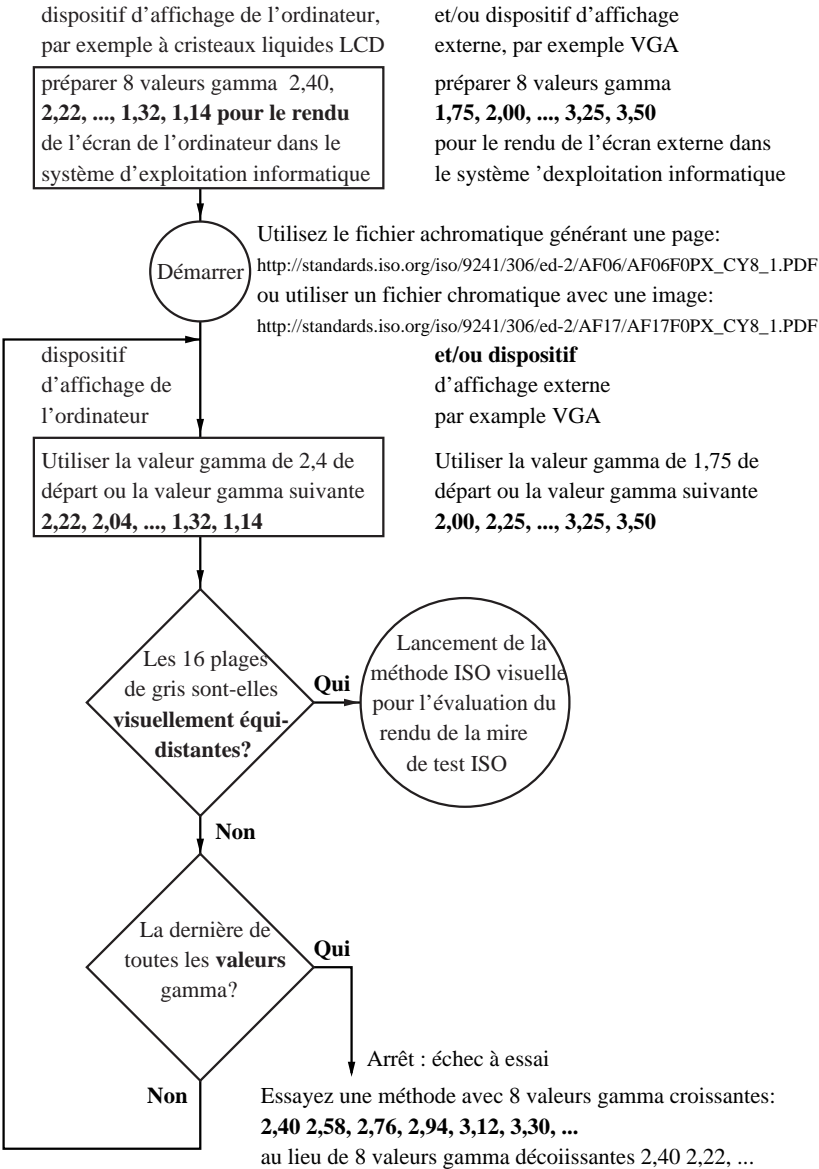 dispositif d’affichage de l’ordinateur,
par exemple à cristeaux liquides LCD
et/ou dispositif d’affichage
externe, par exemple VGA
préparer 8 valeurs gamma 2,40,
2,22, ..., 1,32, 1,14 pour le rendu
de l’écran de l’ordinateur dans le
système d’exploitation informatique
préparer 8 valeurs gamma
1,75, 2,00, ..., 3,25, 3,50
pour le rendu de l’écran externe dans
le système ’dexploitation informatique
Démarrer
Utilisez le fichier achromatique générant une page:
http://standards.iso.org/iso/9241/306/ed-2/AF06/AF06F0PX_CY8_1.PDF
ou utiliser un fichier chromatique avec une image:
http://standards.iso.org/iso/9241/306/ed-2/AF17/AF17F0PX_CY8_1.PDF
dispositif
d’affichage de
l’ordinateur
et/ou dispositif
d’affichage externe
par example VGA
Utiliser la valeur gamma de 2,4 de
départ ou la valeur gamma suivante
2,22, 2,04, ..., 1,32, 1,14
Utiliser la valeur gamma de 1,75 de
départ ou la valeur gamma suivante
2,00, 2,25, ..., 3,25, 3,50
Les 16 plages
de gris sont-elles
visuellement équi-
distantes?
Qui
Lancement de la
méthode ISO visuelle
pour l’évaluation du
rendu de la mire
de test ISO
Non
La dernière de
toutes les valeurs
gamma?
Qui
Arrêt : échec à essai
Non
Essayez une méthode avec 8 valeurs gamma croissantes:
2,40 2,58, 2,76, 2,94, 3,12, 3,30, ...
au lieu de 8 valeurs gamma décoiissantes 2,40 2,22, ...